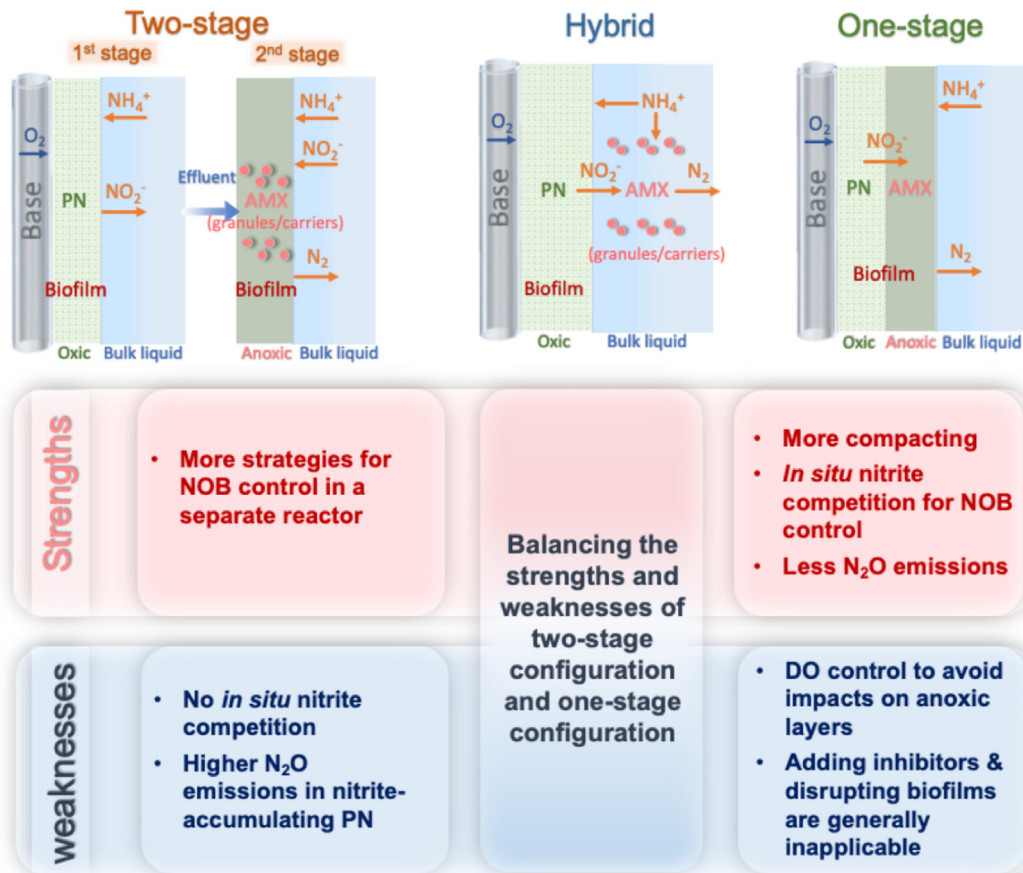 Two-stage
1st stage
2nd stage
Base
O₂
NH₄⁺
PN
NO₂⁻
Biofilm
Oxic
Bulk liquid
Effluent
NH₄⁺
NO₂⁻
AMX
(granules/carriers)
N₂
Biofilm
Anoxic
Bulk liquid
Hybrid
Base
O₂
NH₄⁺
PN
NO₂⁻
AMX
N₂
(granules/carriers)
Biofilm
Oxic
Bulk liquid
One-stage
Base
O₂
NH₄⁺
NO₂⁻
PN
AMX
N₂
Biofilm
Oxic
Anoxic
Bulk liquid
Strengths
• More strategies for
NOB control in a
separate reactor
• More compacting
• In situ nitrite
competition for NOB
control
• Less N₂O emissions
Balancing the
strengths and
weaknesses of
two-stage
configuration
and one-stage
configuration
weaknesses
• No in situ nitrite
competition
• Higher N₂O
emissions in nitrite-
accumulating PN
• DO control to avoid
impacts on anoxic
layers
• Adding inhibitors &
disrupting biofilms
are generally
inapplicable